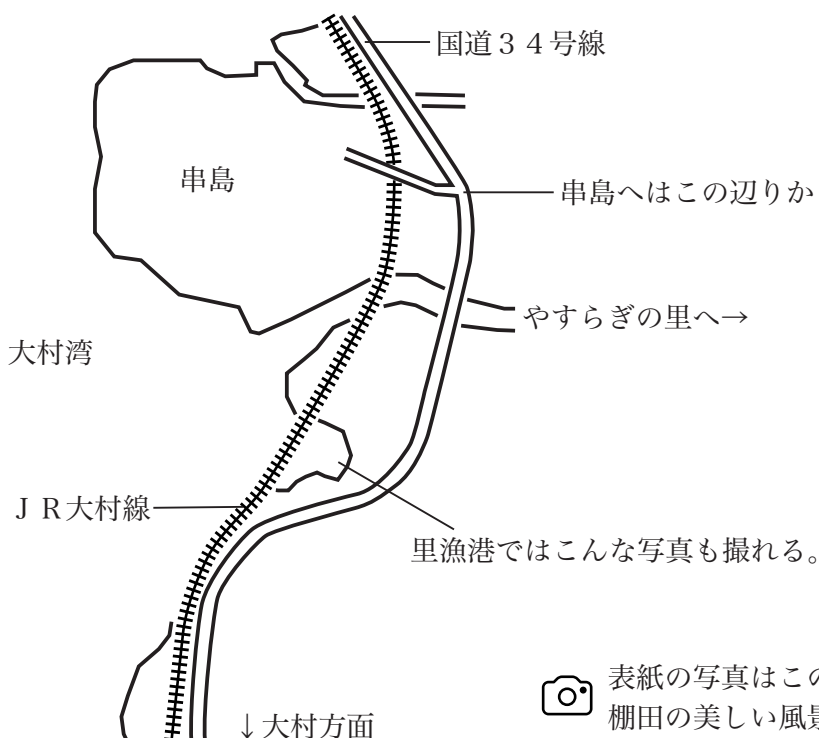 国道３４号線
串島
串島へはこの辺りか
やすらぎの里へ→
大村湾
ＪＲ大村線
里漁港ではこんな写真も撮れる。
表紙の写真はこの
棚田の美しい風景
↓大村方面